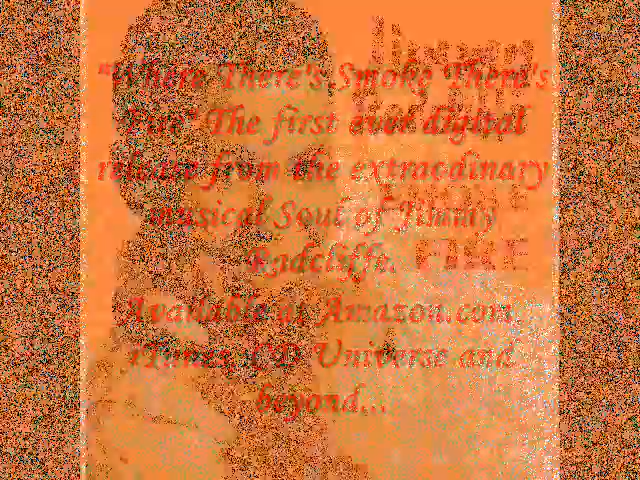 "Where There's Smoke There's
Fire" The first ever digital
release from the extraordinary
musical Soul of Jimmy
Radcliffe.
Available at Amazon.com,
iTunes, CD Universe and
beyond...
FIRE